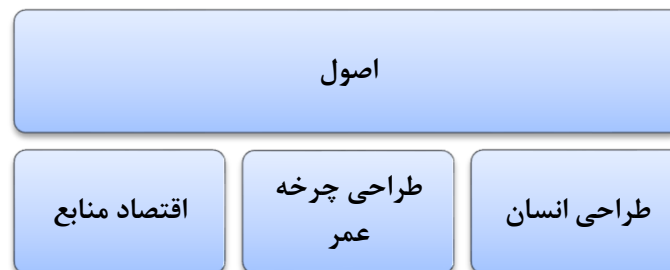 اصول
طراحی انسان
طراحی چرخه
عمر
اقتصاد منابع